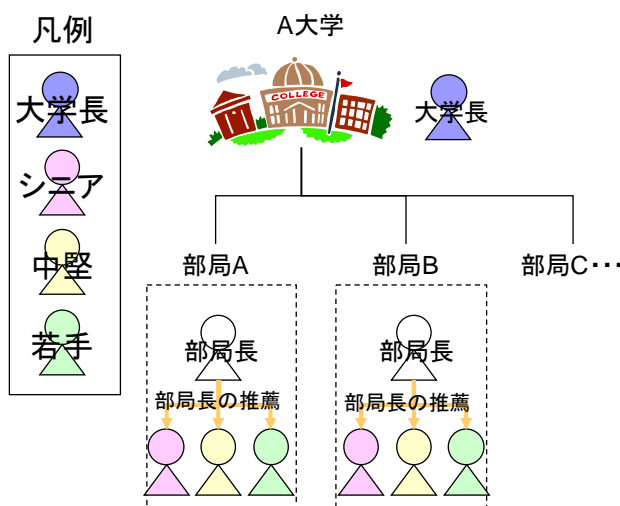 凡例
大学長
シニア
中堅
若手
A大学
COLLEGE
大学長
部局A
部局B
部局C・・・
部局長
部局長の推薦
部局長
部局長の推薦